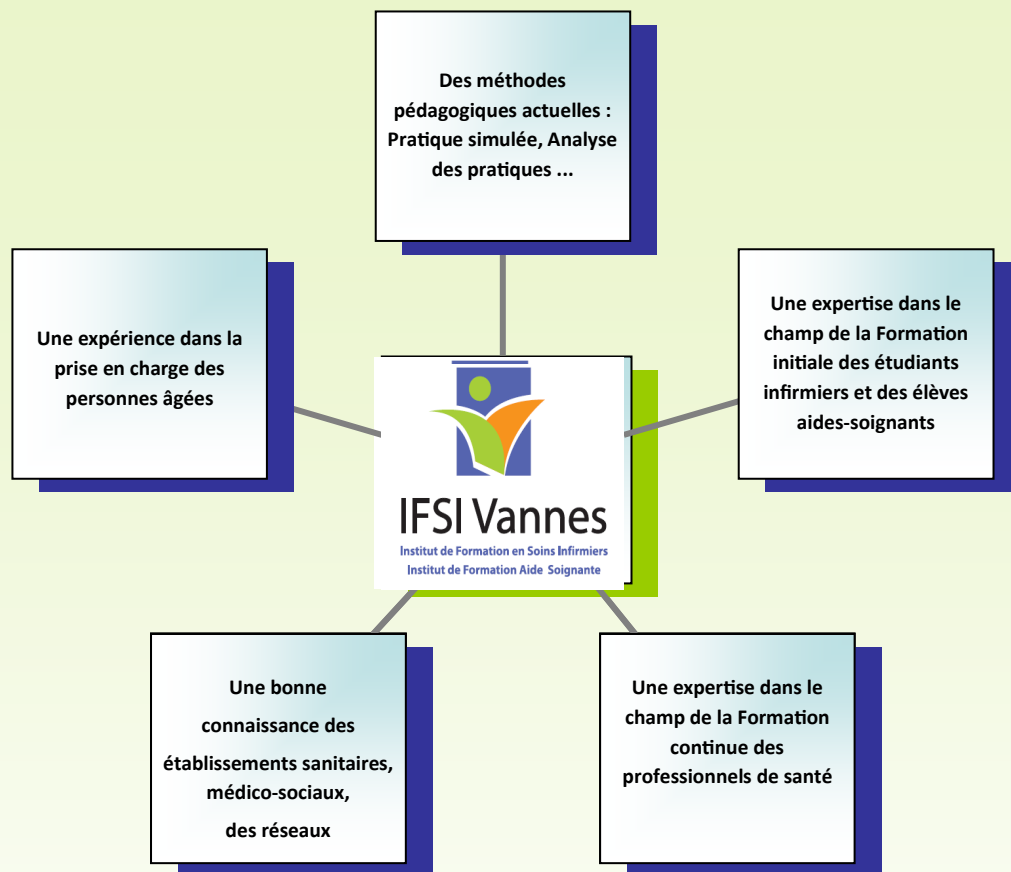 Des méthodes
pédagogiques actuelles :
Pratique simulée, Analyse
des pratiques ...
Une expérience dans la
prise en charge des
personnes âgées
Une expertise dans le
champ de la Formation
initiale des étudiants
infirmiers et des élèves
aides-soignants
IFSI Vannes
Institut de Formation en Soins Infirmiers
Institut de Formation Aide Soignante
Une bonne
connaissance des
établissements sanitaires,
médico-sociaux,
des réseaux
Une expertise dans le
champ de la Formation
continue des
professionnels de santé